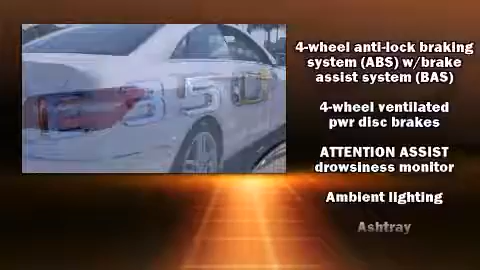 E350
4-wheel anti-lock braking
system (ABS) w/brake
assist system (BAS)
4-wheel ventilated
pwr disc brakes
ATTENTION ASSIST
drowsiness monitor
Ambient lighting
Ashtray